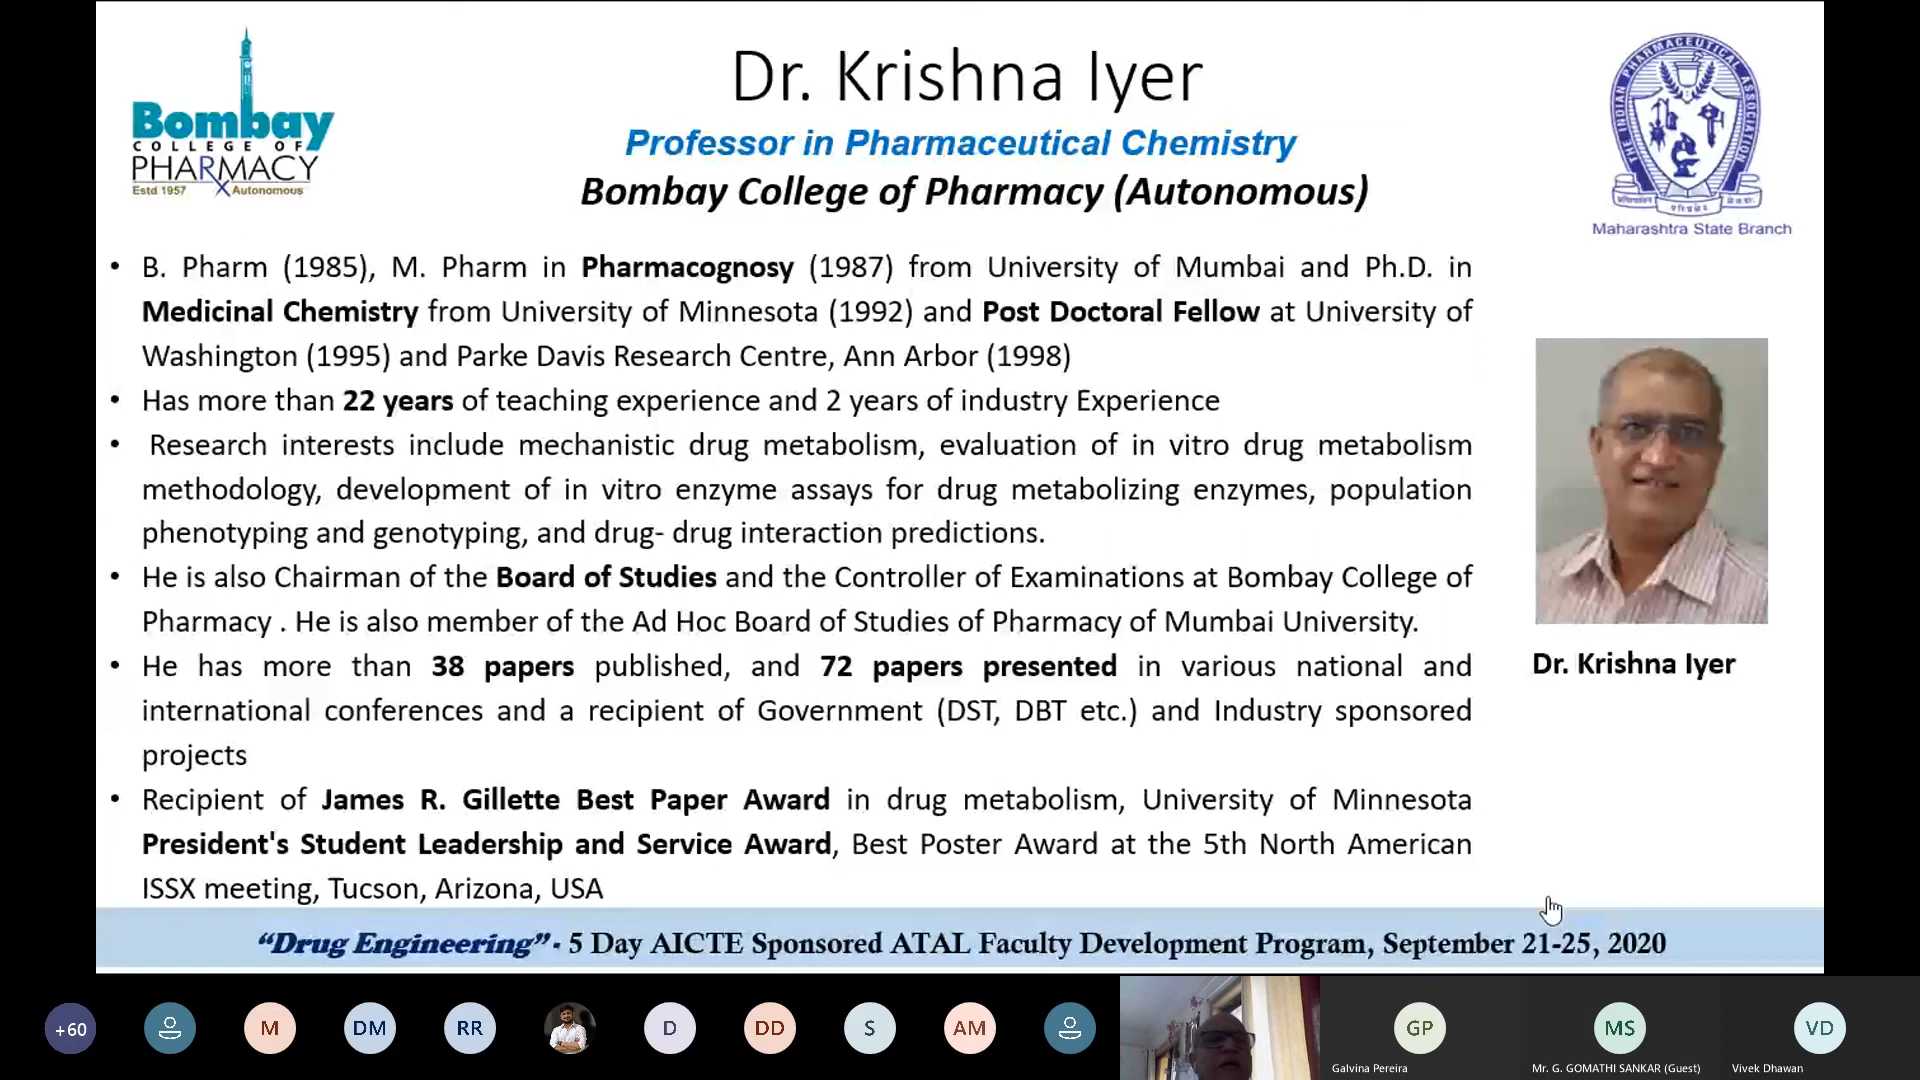 Bombay
COLLEGE OF
PHARMACY
Estd 1957 Autonomous
Dr. Krishna Iyer
Professor in Pharmaceutical Chemistry
Bombay College of Pharmacy (Autonomous)
THE INDIAN PHARMACEUTICAL ASSOCIATION
Maharashtra State Branch
• B. Pharm (1985), M. Pharm in Pharmacognosy (1987) from University of Mumbai and Ph.D. in
Medicinal Chemistry from University of Minnesota (1992) and Post Doctoral Fellow at University of
Washington (1995) and Parke Davis Research Centre, Ann Arbor (1998)
• Has more than 22 years of teaching experience and 2 years of industry Experience
• Research interests include mechanistic drug metabolism, evaluation of in vitro drug metabolism
methodology, development of in vitro enzyme assays for drug metabolizing enzymes, population
phenotyping and genotyping, and drug- drug interaction predictions.
• He is also Chairman of the Board of Studies and the Controller of Examinations at Bombay College of
Pharmacy . He is also member of the Ad Hoc Board of Studies of Pharmacy of Mumbai University.
• He has more than 38 papers published, and 72 papers presented in various national and
international conferences and a recipient of Government (DST, DBT etc.) and Industry sponsored
projects
• Recipient of James R. Gillette Best Paper Award in drug metabolism, University of Minnesota
President's Student Leadership and Service Award, Best Poster Award at the 5th North American
ISSX meeting, Tucson, Arizona, USA
Dr. Krishna Iyer
“Drug Engineering”- 5 Day AICTE Sponsored ATAL Faculty Development Program, September 21-25, 2020
+60 M DM RR D DD S AM GP MS VD
Galvina Pereira Mr. G. GOMATHI SANKAR (Guest) Vivek Dhawan